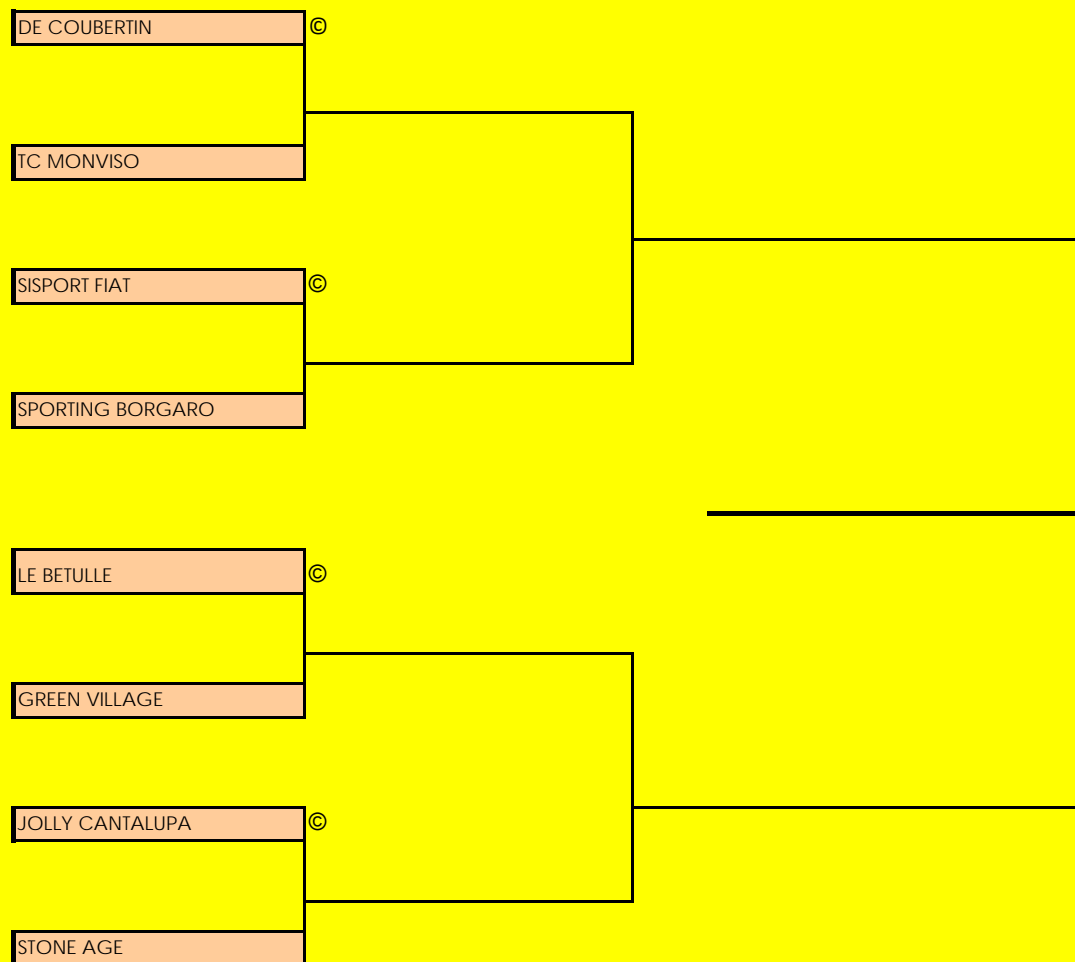 DE COUBERTIN ©
TC MONVISO
SISPORT FIAT ©
SPORTING BORGARO
LE BETULLE ©
GREEN VILLAGE
JOLLY CANTALUPA ©
STONE AGE